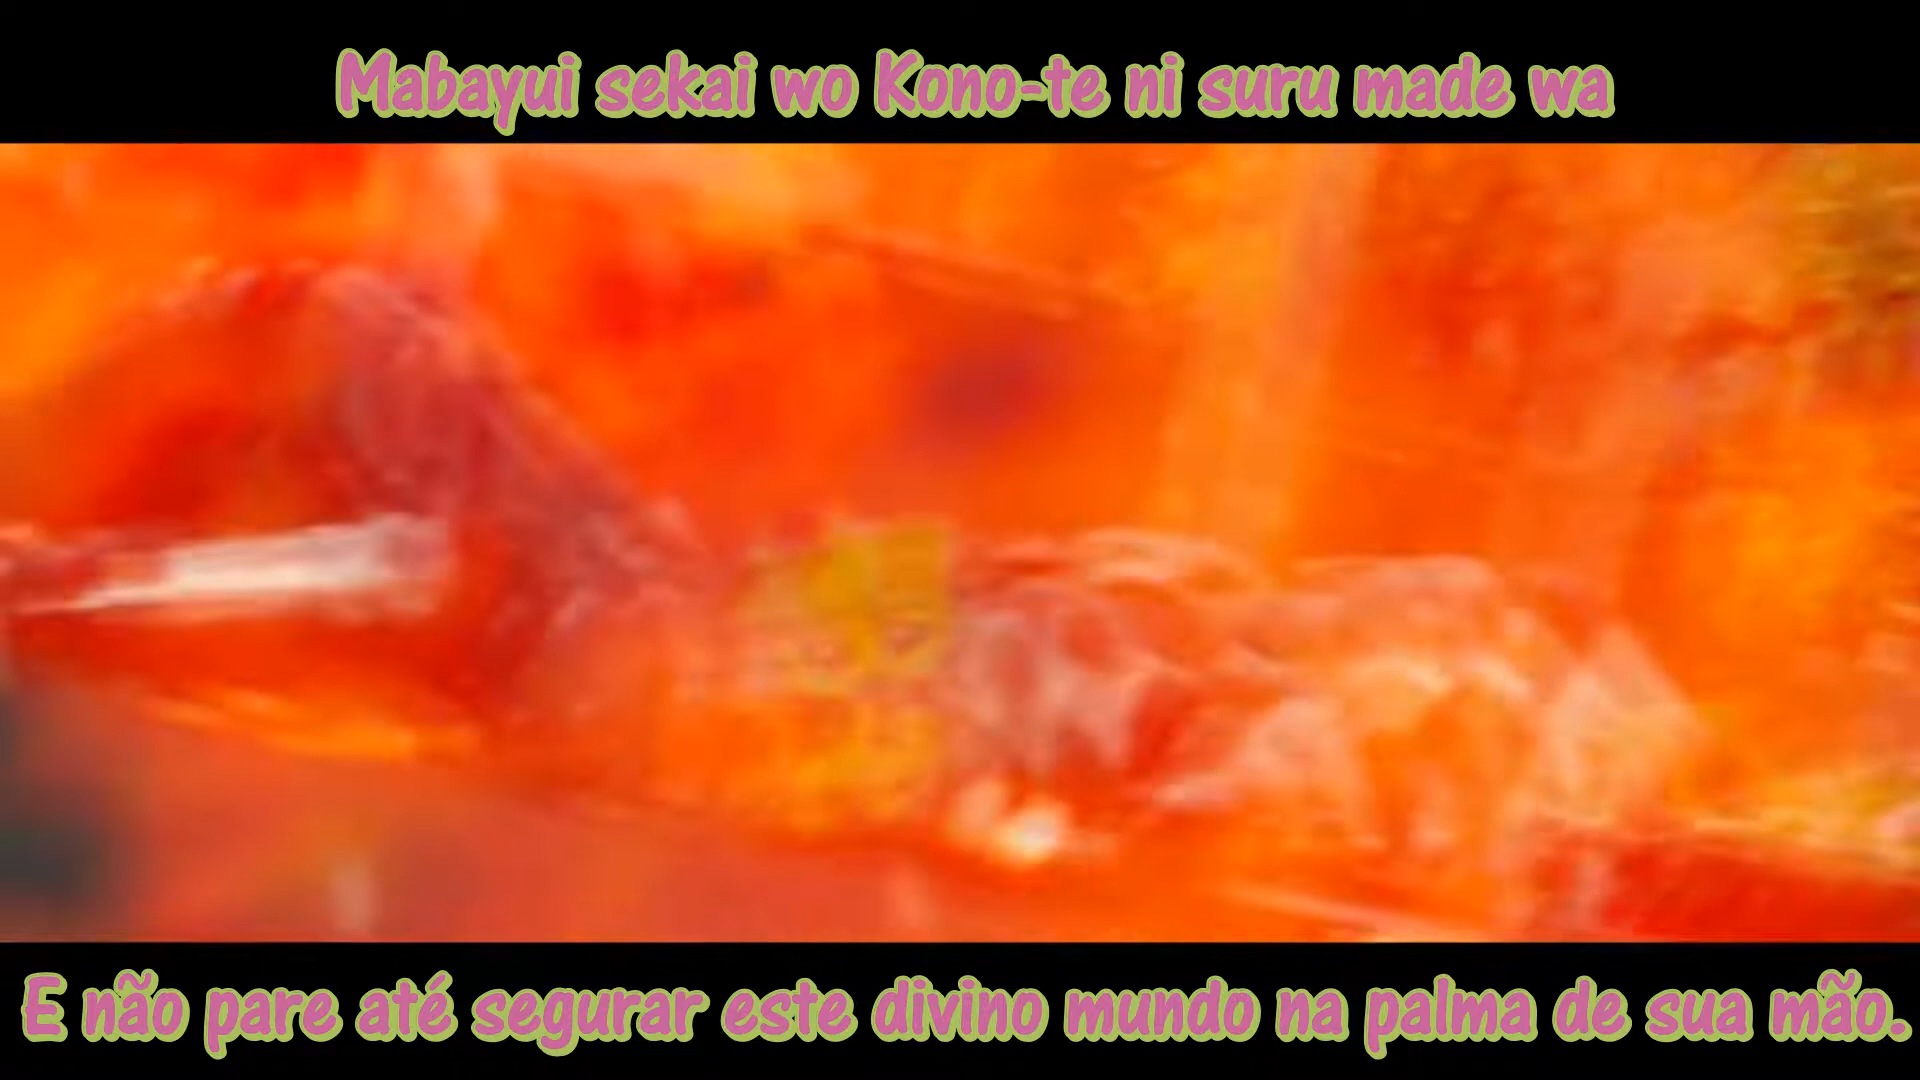 Mabayui sekai wo Kono-te ni suru made wa
E não pare até segurar este divino mundo na palma de sua mão.